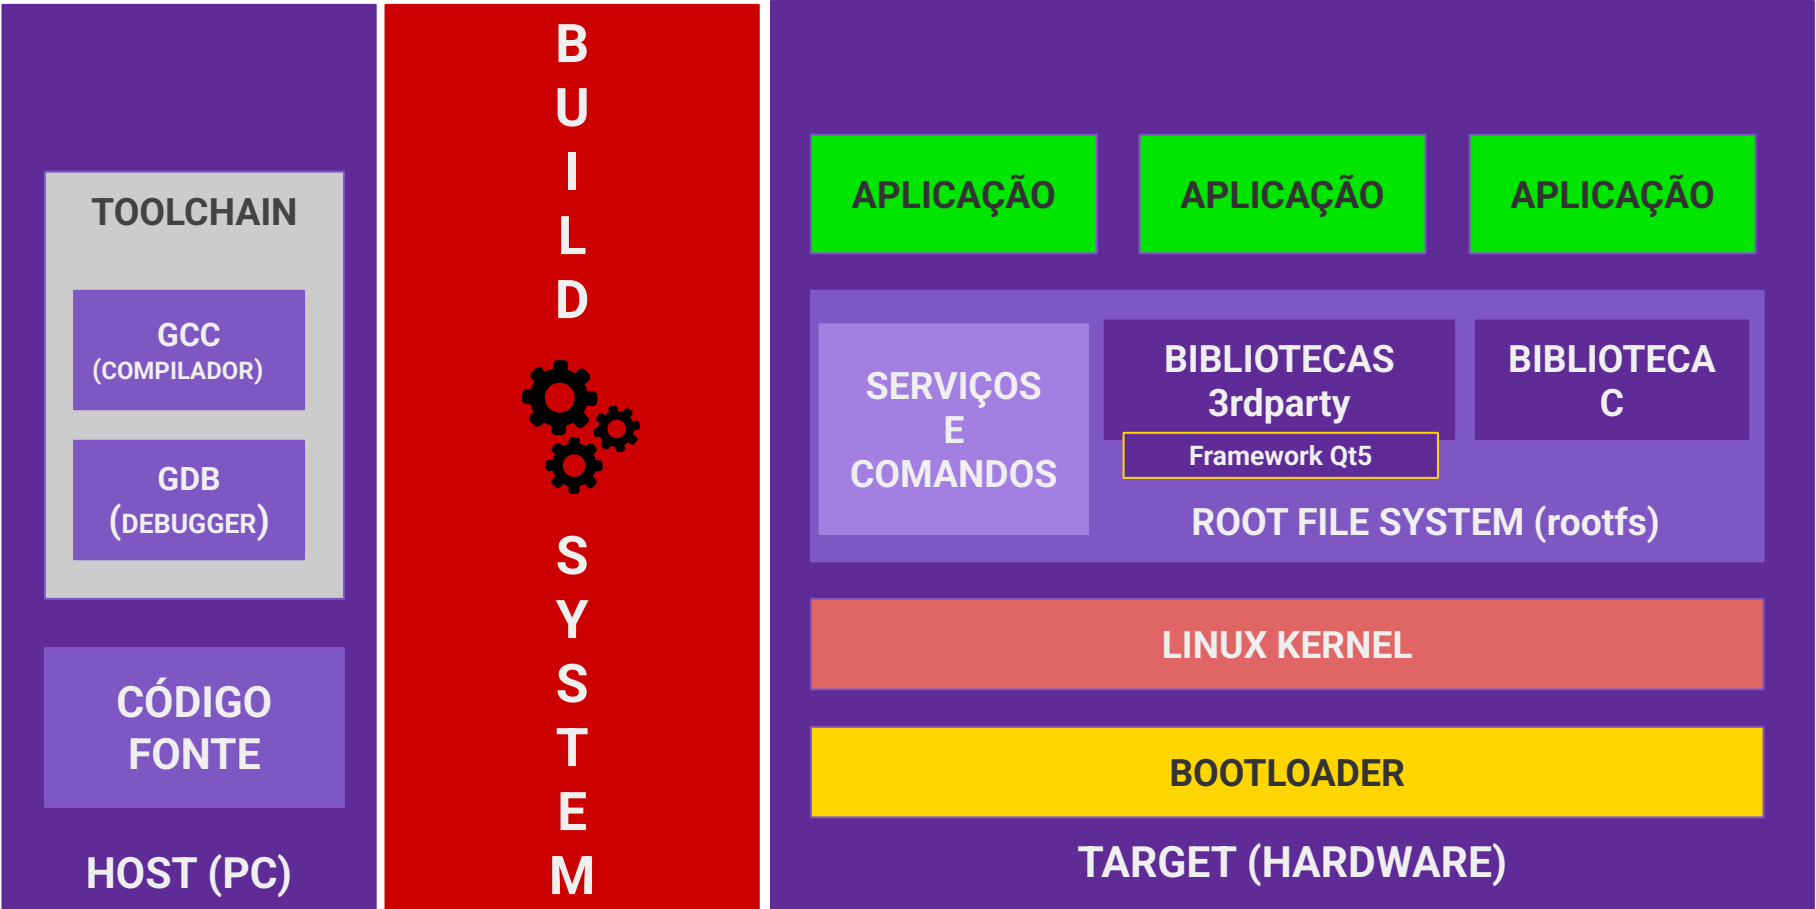 TOOLCHAIN
GCC
(COMPILADOR)
GDB
(DEBUGGER)
CÓDIGO
FONTE
HOST (PC)
B
U
I
L
D
S
Y
S
T
E
M
APLICAÇÃO
APLICAÇÃO
APLICAÇÃO
SERVIÇOS
E
COMANDOS
BIBLIOTECAS
3rdparty
Framework Qt5
BIBLIOTECA
C
ROOT FILE SYSTEM (rootfs)
LINUX KERNEL
BOOTLOADER
TARGET (HARDWARE)